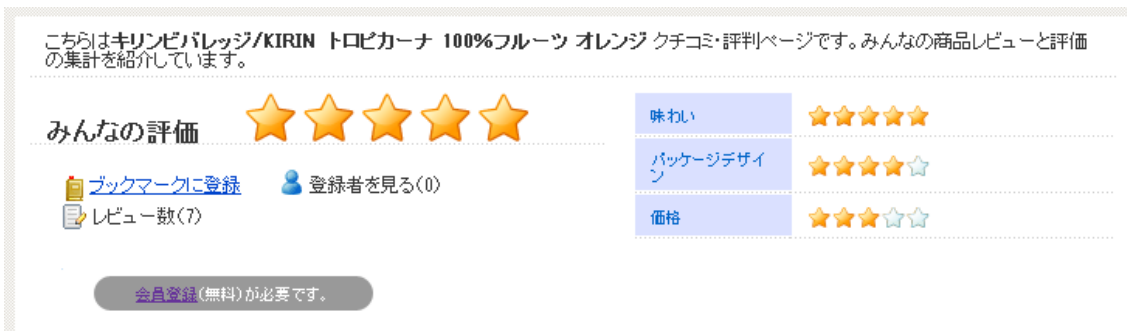 こちらはキリンビバレッジ/KIRIN トロピカーナ 100%フルーツ オレンジ クチコミ・評判ページです。みんなの商品レビューと評価
の集計を紹介しています。
みんなの評価
ブックマークに登録 登録者を見る(0)
レビュー数(7)
味わい
パッケージデザイ
ン
価格
会員登録(無料)が必要です。